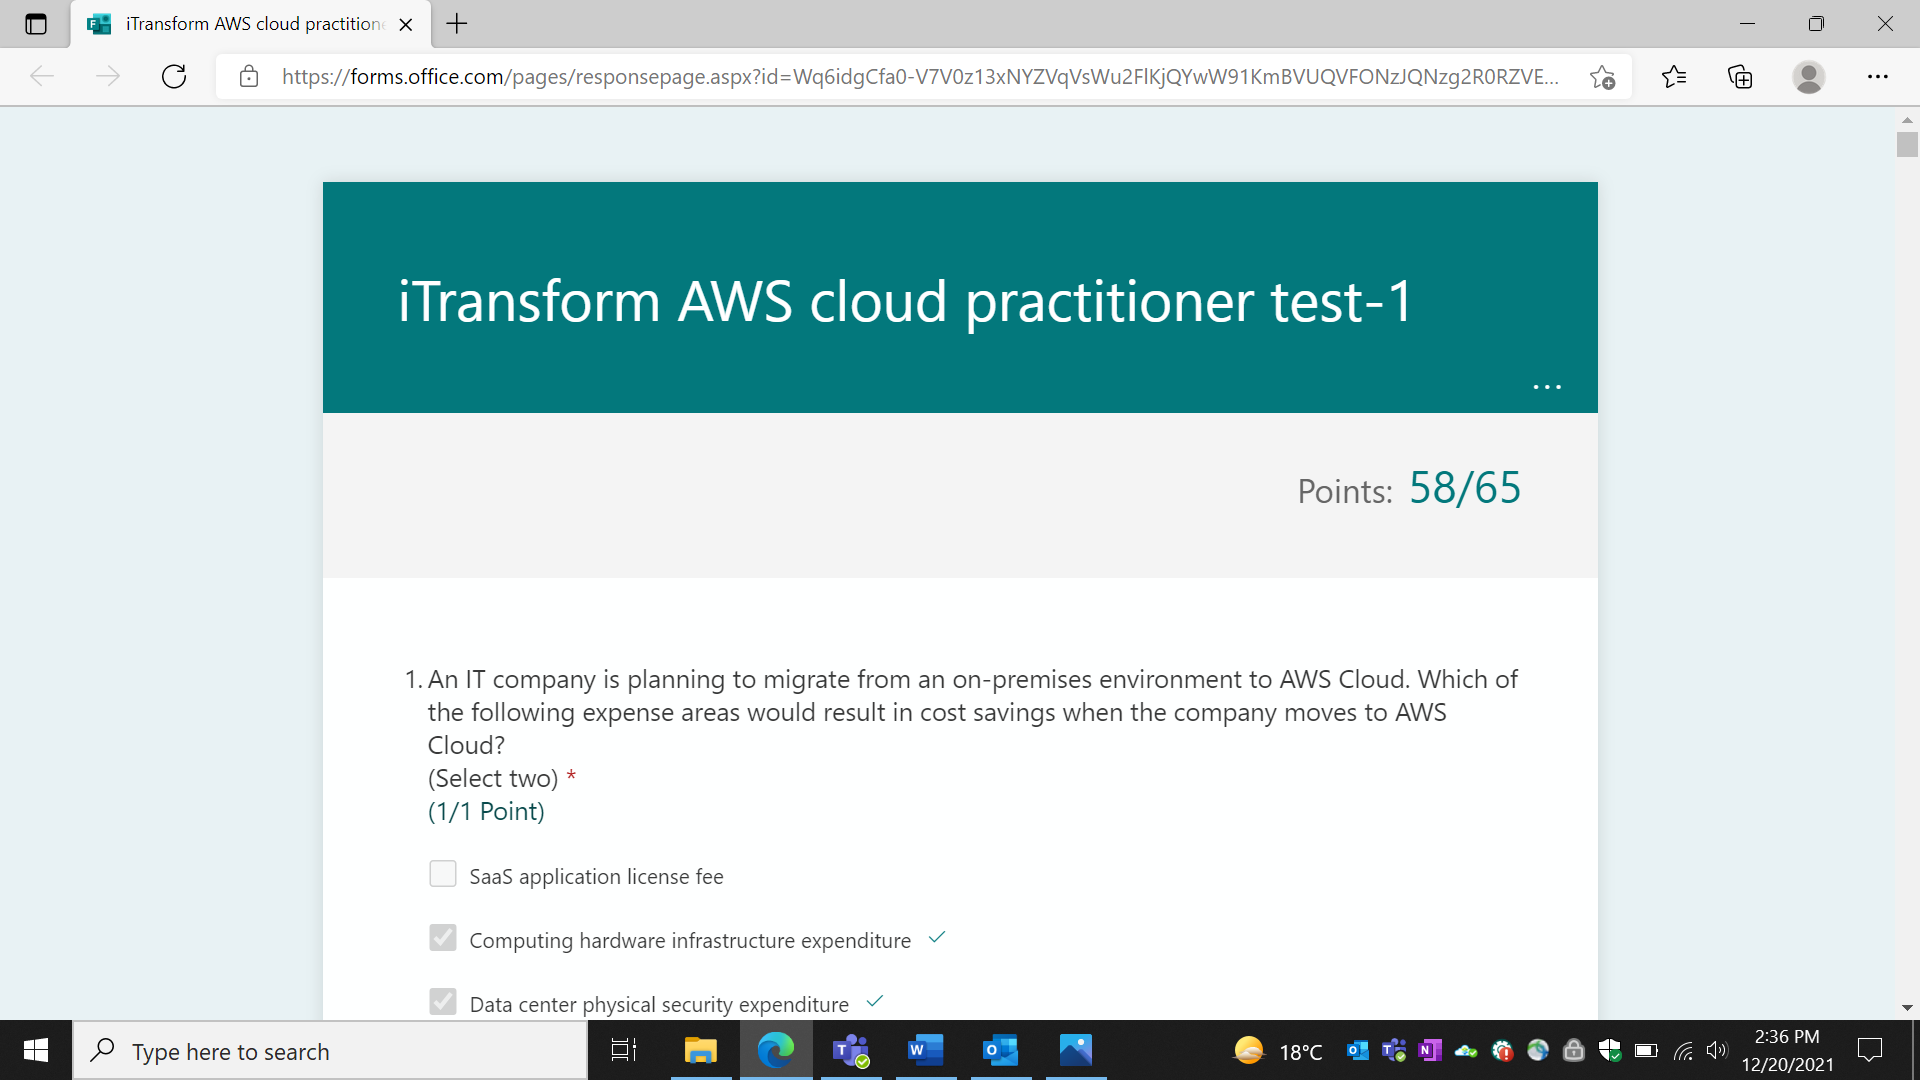 iTransform AWS cloud practition
https://forms.office.com/pages/responsepage.aspx?id=Wq6idgCfa0-V7V0z13xNYZVqVsWu2FlKjQYwW91KmBVUQVFONzJQNzg2R0RZVE...
iTransform AWS cloud practitioner test-1
...
Points: 58/65
1. An IT company is planning to migrate from an on-premises environment to AWS Cloud. Which of
the following expense areas would result in cost savings when the company moves to AWS
Cloud?
(Select two) *
(1/1 Point)
SaaS application license fee
Computing hardware infrastructure expenditure
Data center physical security expenditure
Type here to search
18°C
2:36 PM
12/20/2021